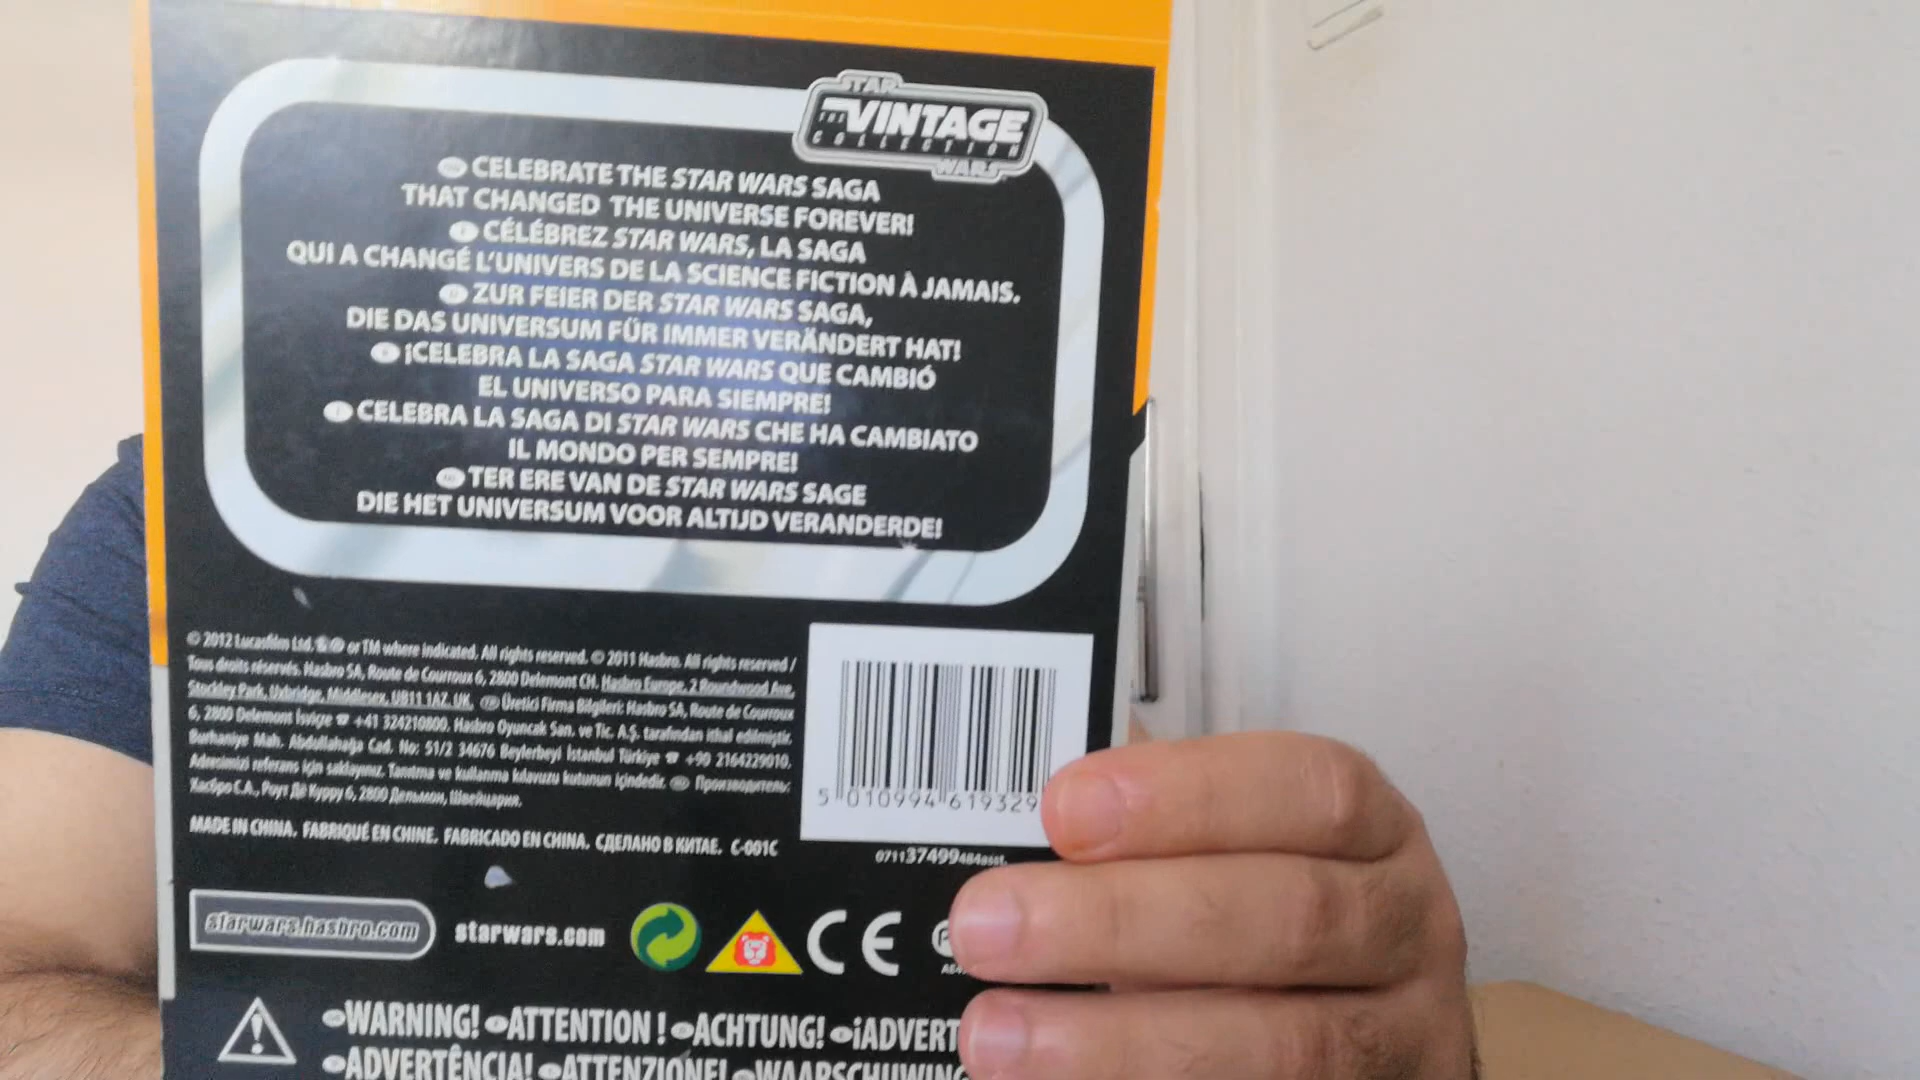 STAR
THE VINTAGE
COLLECTION
WARS
CELEBRATE THE STAR WARS SAGA
THAT CHANGED THE UNIVERSE FOREVER!
CÉLÉBREZ STAR WARS, LA SAGA
QUI A CHANGÉ L'UNIVERS DE LA SCIENCE FICTION À JAMAIS.
ZUR FEIER DER STAR WARS SAGA,
DIE DAS UNIVERSUM FÜR IMMER VERÄNDERT HAT!
¡CELEBRA LA SAGA STAR WARS QUE CAMBIÓ
EL UNIVERSO PARA SIEMPRE!
CELEBRA LA SAGA DI STAR WARS CHE HA CAMBIATO
IL MONDO PER SEMPRE!
TER ERE VAN DE STAR WARS SAGE
DIE HET UNIVERSUM VOOR ALTIJD VERANDERDE!
© 2012 Lucasfilm Ltd. ® or TM where indicated. All rights reserved. © 2011 Hasbro. All rights reserved /
Tous droits réservés. Hasbro SA, Route de Courroux 6, 2800 Delemont CH. Hasbro Europe, 2 Roundwood Ave,
Stockley Park, Uxbridge, Middlesex, UB11 1AZ. UK. TR Üretici Firma Bilgileri: Hasbro SA, Route de Courroux
6, 2800 Delemont İsviçre ☎ +41 324210800. Hasbro Oyuncak San. ve Tic. A.Ş. tarafından ithal edilmiştir.
Burhaniye Mah. Abdullahağa Cad. No: 51/2 34676 Beylerbeyi İstanbul Türkiye ☎ +90 2164229010.
Adresimizi referans için saklayınız. Tanıtma ve kullanma kılavuzu kutunun içindedir. Производитель:
Хасбро С.А., Роут Дё Курру 6, 2800 Делымон, Швейцария.
MADE IN CHINA. FABRIQUÉ EN CHINE. FABRICADO EN CHINA. СДЕЛАНО В КИТАЕ. C-001C
5 010994 619329
071137499484asst.
starwars.hasbro.com
starwars.com
CE
WARNING! ATTENTION ! ACHTUNG! ¡ADVERT
ADVERTÊNCIA! ATTENZIONE! WAARSCHUWING